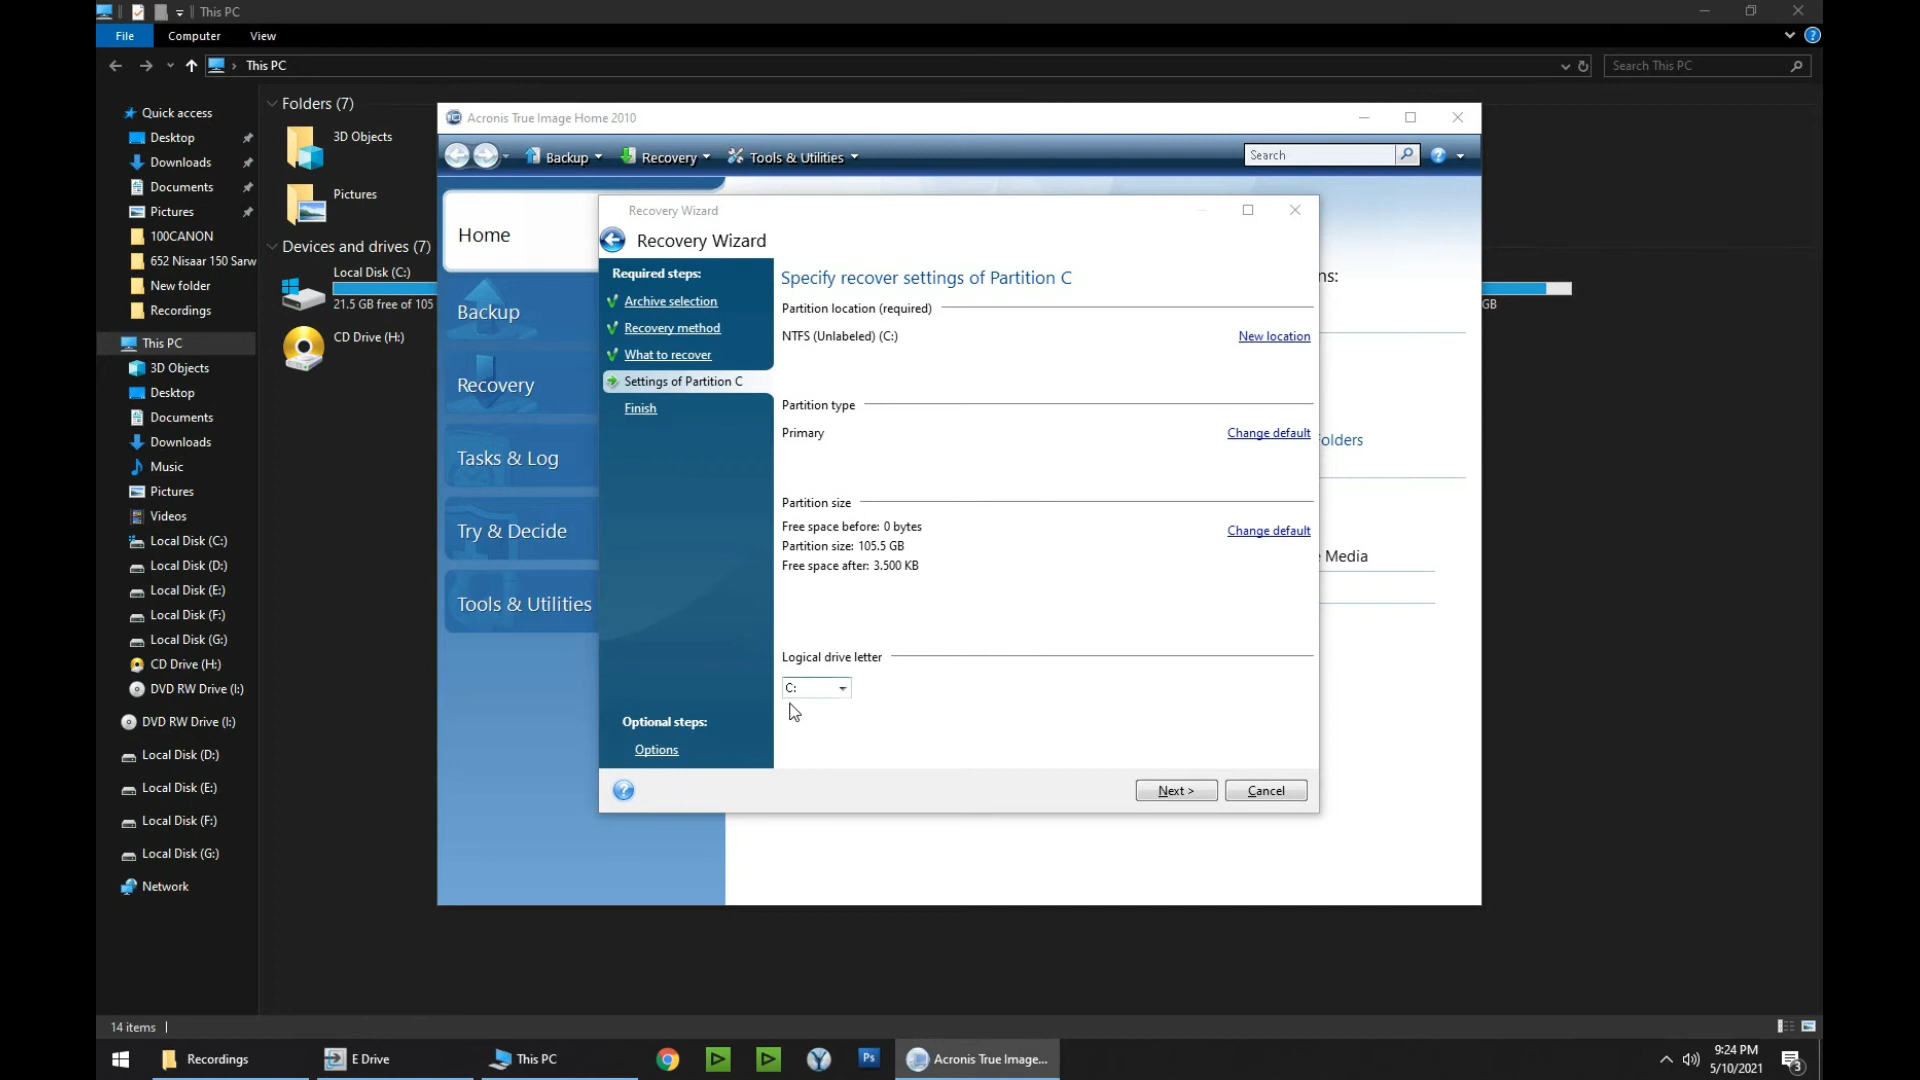 This PC
File
Computer
View
This PC
Search This PC
Quick access
Desktop
Downloads
Documents
Pictures
100CANON
652 Nisaar 150 Sarw
New folder
Recordings
This PC
3D Objects
Desktop
Documents
Downloads
Music
Pictures
Videos
Local Disk (C:)
Local Disk (D:)
Local Disk (E:)
Local Disk (F:)
Local Disk (G:)
CD Drive (H:)
DVD RW Drive (I:)
DVD RW Drive (I:)
Local Disk (D:)
Local Disk (E:)
Local Disk (F:)
Local Disk (G:)
Network
Folders (7)
3D Objects
Pictures
Devices and drives (7)
Local Disk (C:)
21.5 GB free of 105
CD Drive (H:)
Acronis True Image Home 2010
Backup
Recovery
Tools & Utilities
Search
Home
Backup
Recovery
Tasks & Log
Try & Decide
Tools & Utilities
Recovery Wizard
Recovery Wizard
Required steps:
Archive selection
Recovery method
What to recover
Settings of Partition C
Finish
Optional steps:
Options
Specify recover settings of Partition C
Partition location (required)
NTFS (Unlabeled) (C:)
New location
Partition type
Primary
Change default
Partition size
Free space before: 0 bytes
Change default
Partition size: 105.5 GB
Free space after: 3.500 KB
Logical drive letter
C:
Next >
Cancel
ns:
olders
e Media
GB
14 items
Recordings
E Drive
This PC
Ps
Acronis True Image...
9:24 PM
5/10/2021
3